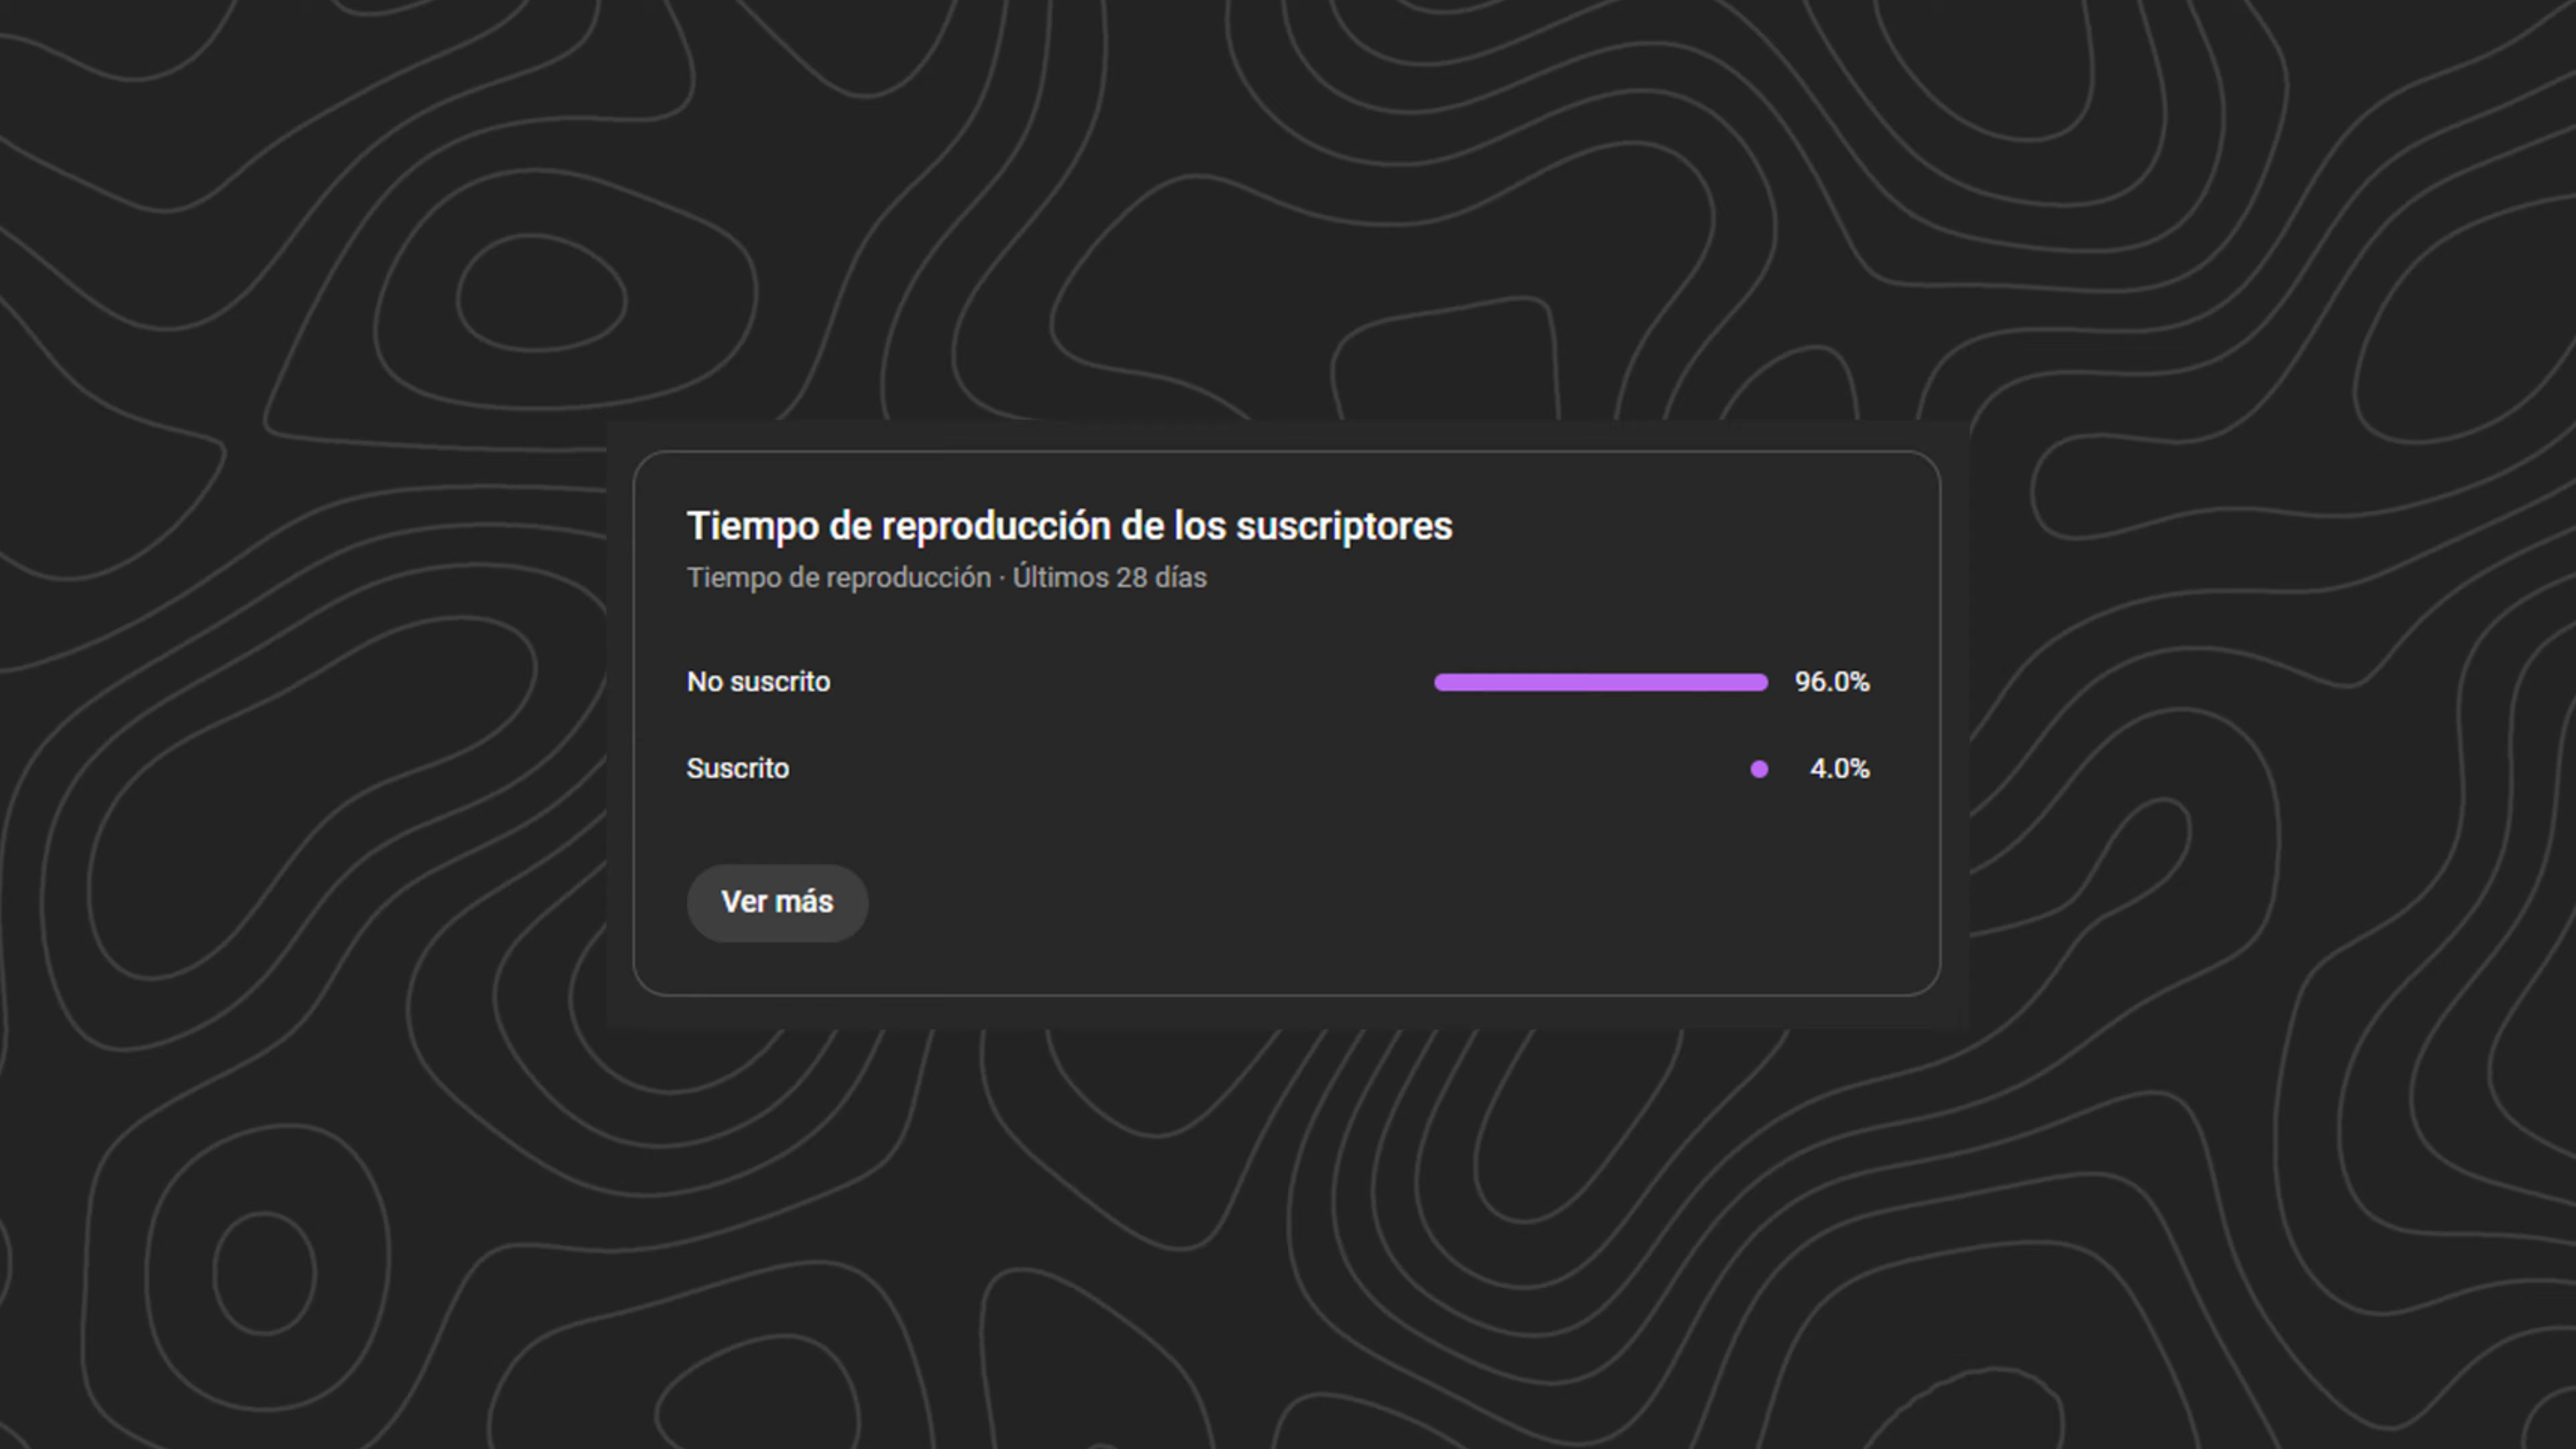 Tiempo de reproducción de los suscriptores
Tiempo de reproducción · Últimos 28 días
No suscrito 96.0%
Suscrito 4.0%
Ver más